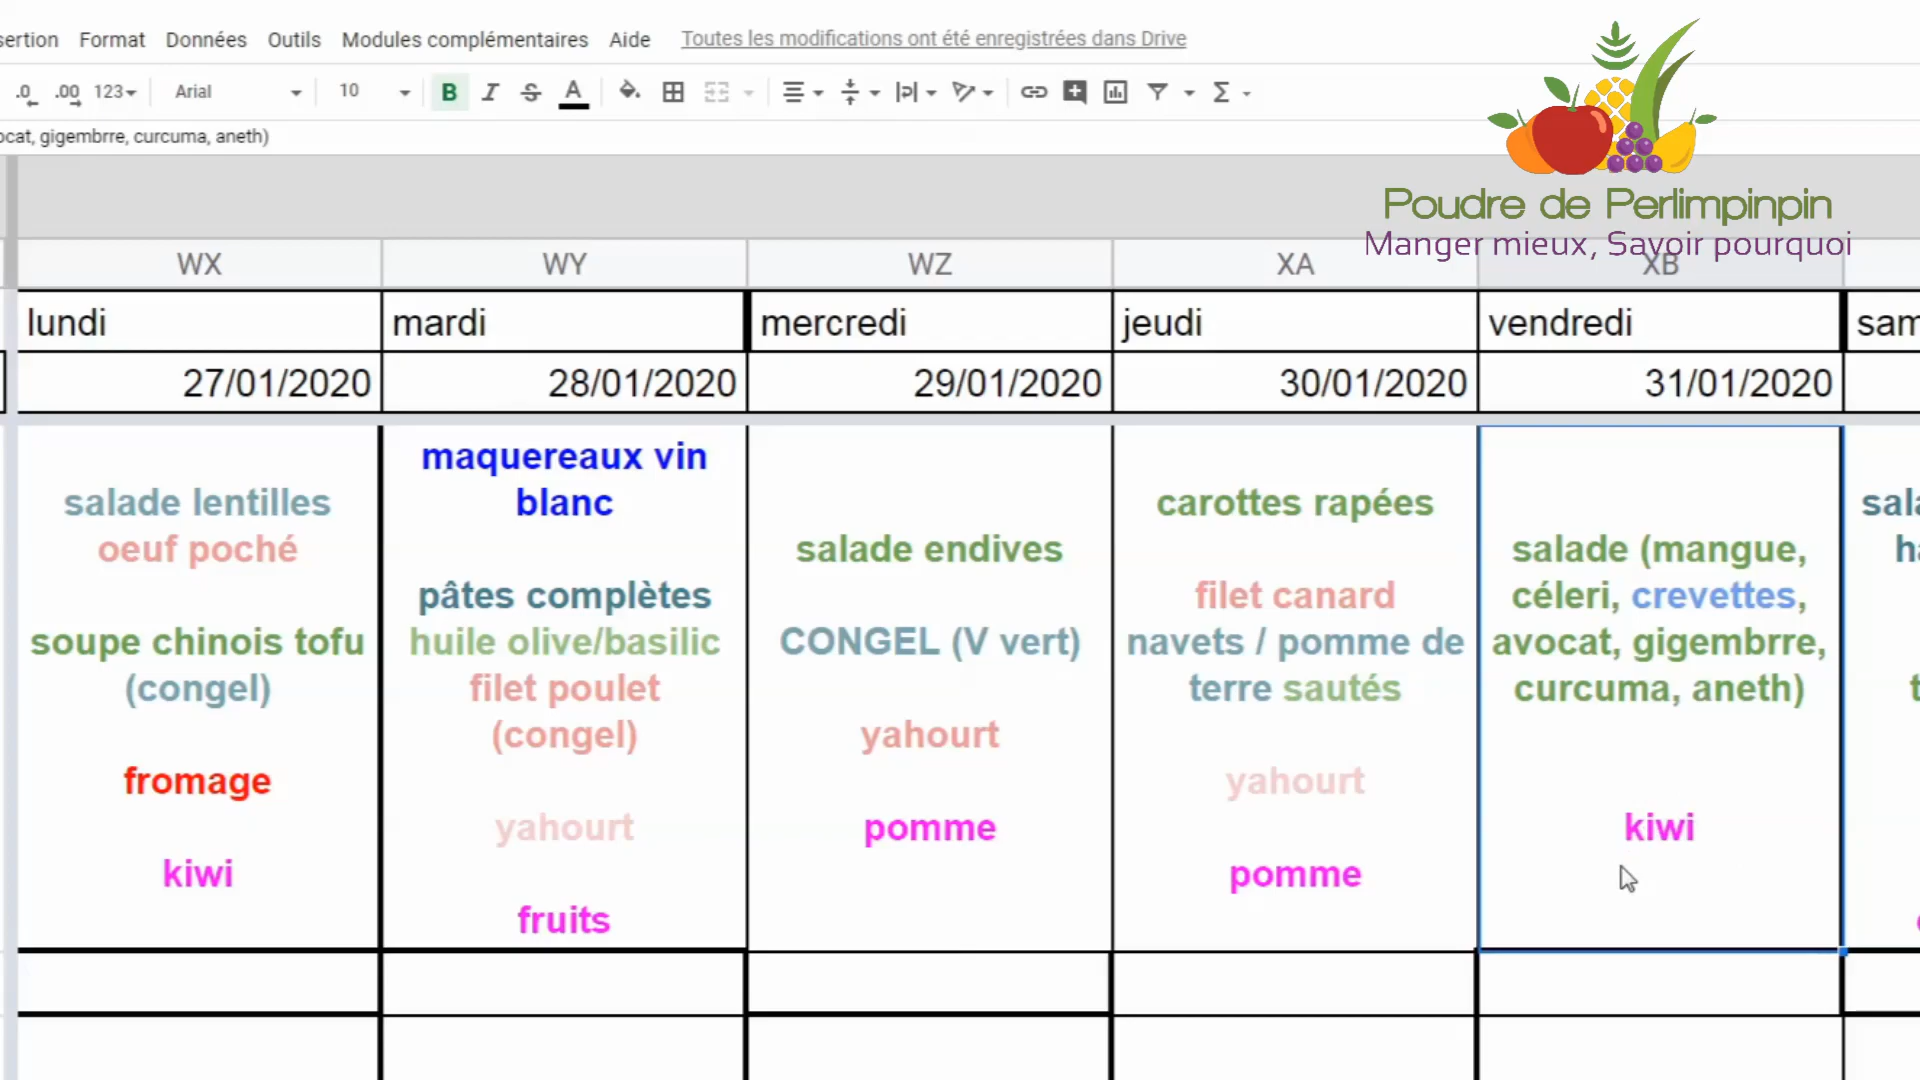 sertion Format Données Outils Modules complémentaires Aide Toutes les modifications ont été enregistrées dans Drive
.0 .00 123 Arial 10 B I S A Σ
ocat, gigembrre, curcuma, aneth)
Poudre de Perlimpinpin
Manger mieux, Savoir pourquoi
WX WY WZ XA XB
lundi mardi mercredi jeudi vendredi sam
27/01/2020 28/01/2020 29/01/2020 30/01/2020 31/01/2020
salade lentilles
oeuf poché
soupe chinois tofu
(congel)
fromage
kiwi
maquereaux vin
blanc
pâtes complètes
huile olive/basilic
filet poulet
(congel)
yahourt
fruits
salade endives
CONGEL (V vert)
yahourt
pomme
carottes rapées
filet canard
navets / pomme de
terre sautés
yahourt
pomme
salade (mangue,
céleri, crevettes,
avocat, gigembrre,
curcuma, aneth)
kiwi